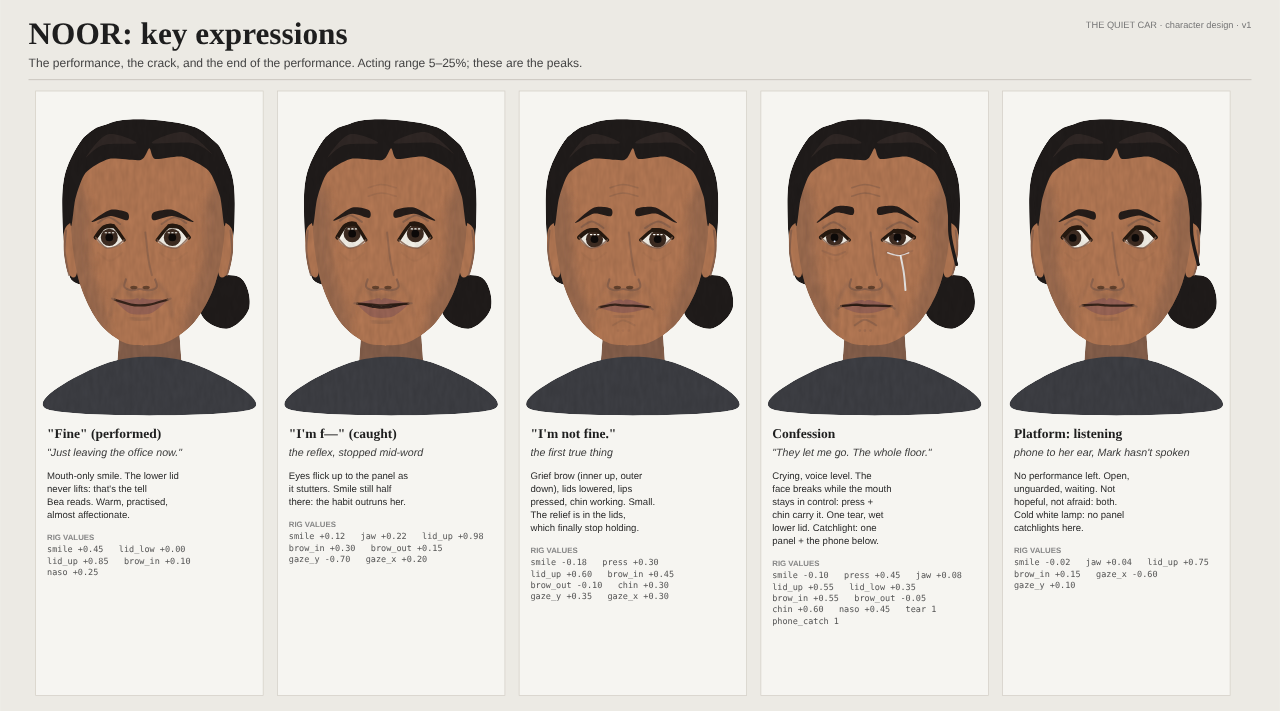 NOOR: key expressions
THE QUIET CAR · character design · v1
The performance, the crack, and the end of the performance. Acting range 5–25%; these are the peaks.
"Fine" (performed)
"Just leaving the office now."
Mouth-only smile. The lower lid
never lifts: that's the tell
Bea reads. Warm, practised,
almost affectionate.
RIG VALUES
smile +0.45 lid_low +0.00
lid_up +0.85 brow_in +0.10
naso +0.25
"I'm f—" (caught)
the reflex, stopped mid-word
Eyes flick up to the panel as
it stutters. Smile still half
there: the habit outruns her.
RIG VALUES
smile +0.12 jaw +0.22 lid_up +0.98
brow_in +0.30 brow_out +0.15
gaze_y -0.70 gaze_x +0.20
"I'm not fine."
the first true thing
Grief brow (inner up, outer
down), lids lowered, lips
pressed, chin working. Small.
The relief is in the lids,
which finally stop holding.
RIG VALUES
smile -0.18 press +0.30
lid_up +0.60 brow_in +0.45
brow_out -0.10 chin +0.30
gaze_y +0.35 gaze_x +0.30
Confession
"They let me go. The whole floor."
Crying, voice level. The
face breaks while the mouth
stays in control: press +
chin carry it. One tear, wet
lower lid. Catchlight: one
panel + the phone below.
RIG VALUES
smile -0.10 press +0.45 jaw +0.08
lid_up +0.55 lid_low +0.35
brow_in +0.55 brow_out -0.05
chin +0.60 naso +0.45 tear 1
phone_catch 1
Platform: listening
phone to her ear, Mark hasn't spoken
No performance left. Open,
unguarded, waiting. Not
hopeful, not afraid: both.
Cold white lamp: no panel
catchlights here.
RIG VALUES
smile -0.02 jaw +0.04 lid_up +0.75
brow_in +0.15 gaze_x -0.60
gaze_y +0.10